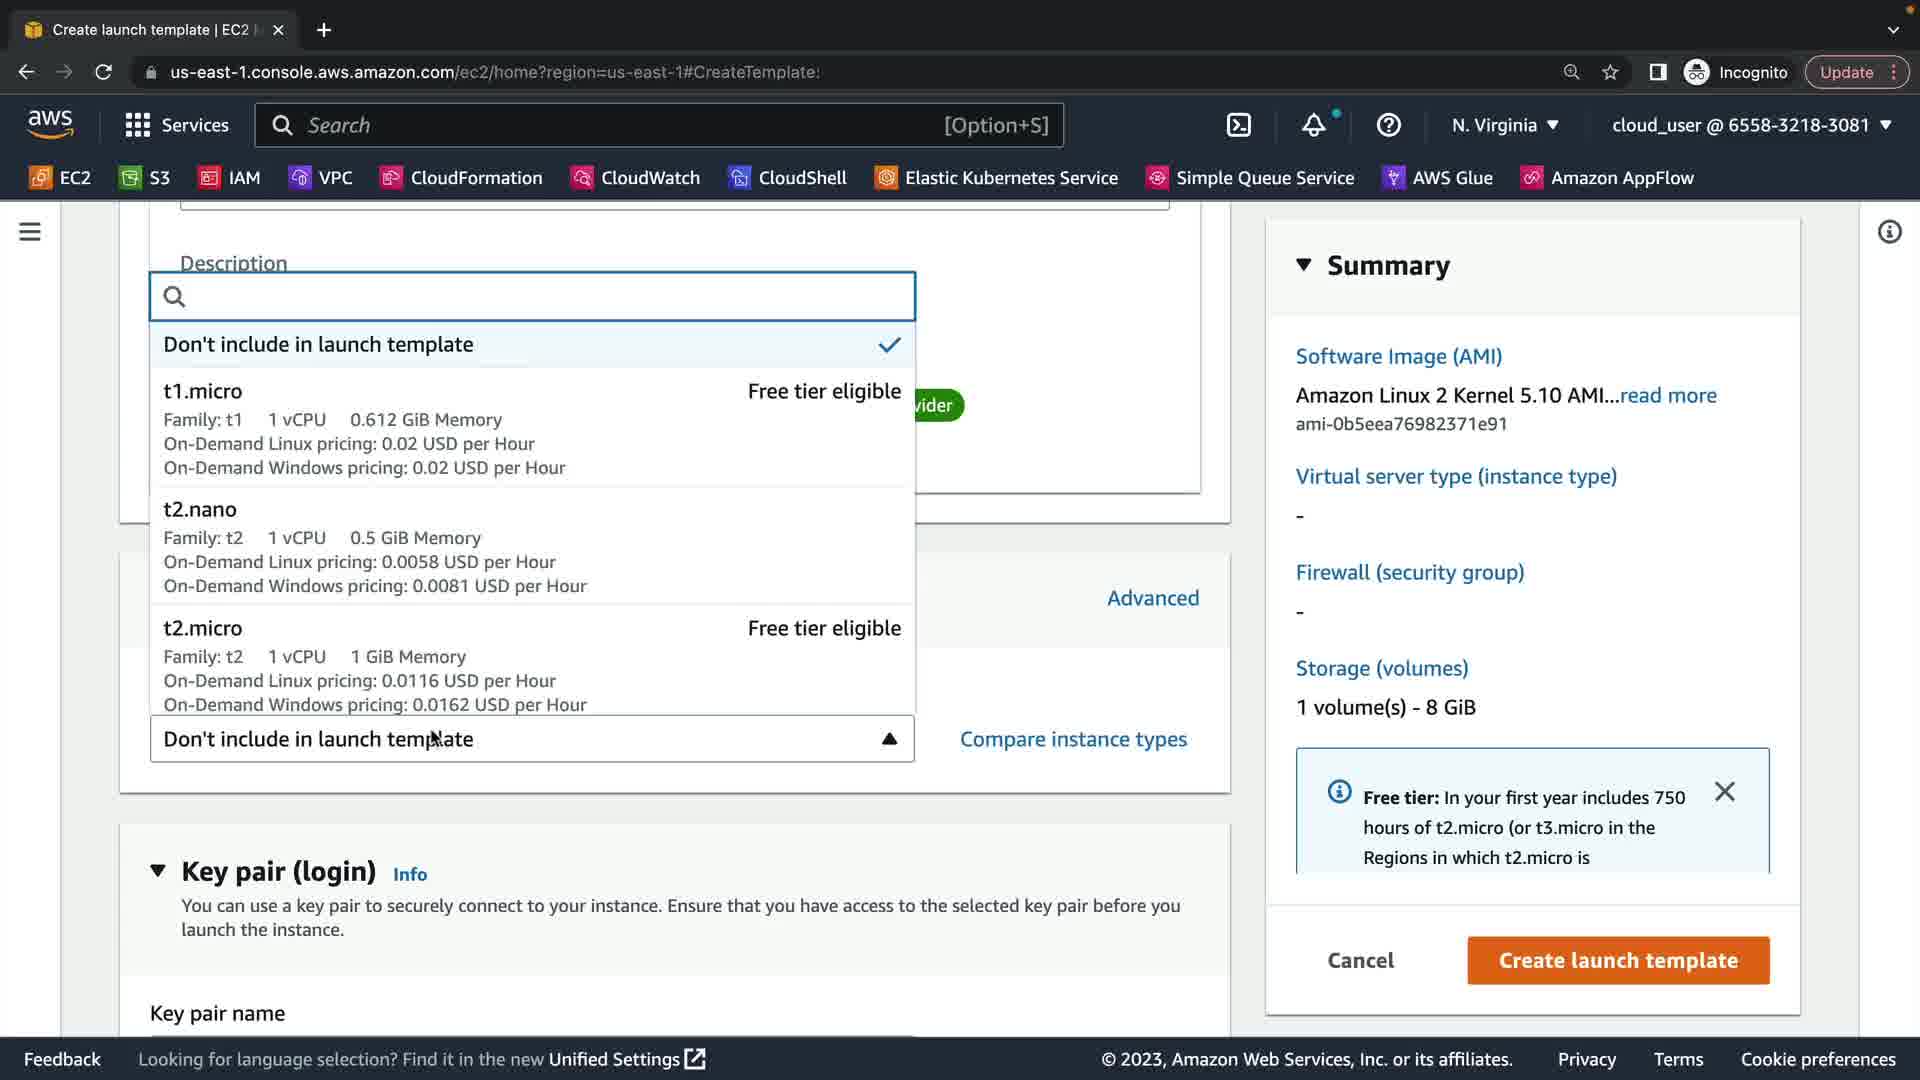 Create launch template | EC2
us-east-1.console.aws.amazon.com/ec2/home?region=us-east-1#CreateTemplate:
Incognito
Update
aws
Services
Search
[Option+S]
N. Virginia
cloud_user @ 6558-3218-3081
EC2
S3
IAM
VPC
CloudFormation
CloudWatch
CloudShell
Elastic Kubernetes Service
Simple Queue Service
AWS Glue
Amazon AppFlow
Description
Don't include in launch template
t1.micro Free tier eligible
Family: t1 1 vCPU 0.612 GiB Memory
On-Demand Linux pricing: 0.02 USD per Hour
On-Demand Windows pricing: 0.02 USD per Hour
vider
t2.nano
Family: t2 1 vCPU 0.5 GiB Memory
On-Demand Linux pricing: 0.0058 USD per Hour
On-Demand Windows pricing: 0.0081 USD per Hour
Advanced
t2.micro Free tier eligible
Family: t2 1 vCPU 1 GiB Memory
On-Demand Linux pricing: 0.0116 USD per Hour
On-Demand Windows pricing: 0.0162 USD per Hour
Don't include in launch template
Compare instance types
Key pair (login) Info
You can use a key pair to securely connect to your instance. Ensure that you have access to the selected key pair before you
launch the instance.
Key pair name
Summary
Software Image (AMI)
Amazon Linux 2 Kernel 5.10 AMI...read more
ami-0b5eea76982371e91
Virtual server type (instance type)
-
Firewall (security group)
-
Storage (volumes)
1 volume(s) - 8 GiB
Free tier: In your first year includes 750
hours of t2.micro (or t3.micro in the
Regions in which t2.micro is
Cancel
Create launch template
Feedback
Looking for language selection? Find it in the new Unified Settings
© 2023, Amazon Web Services, Inc. or its affiliates.
Privacy
Terms
Cookie preferences